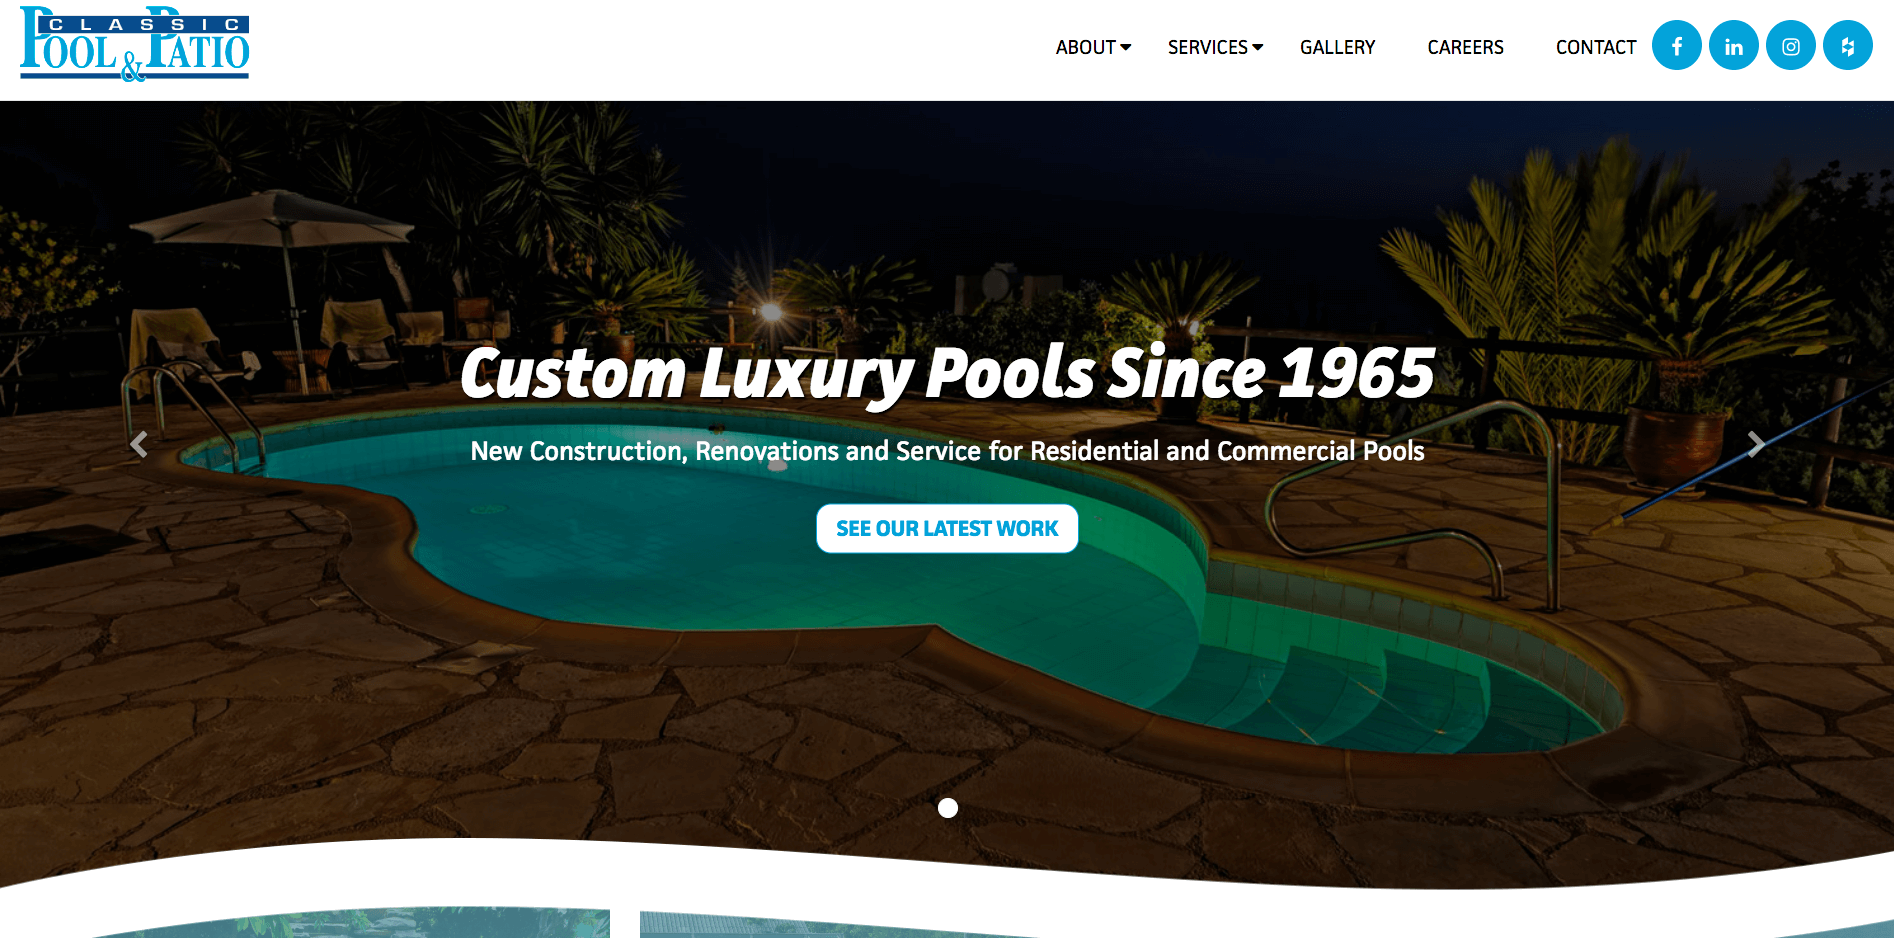 CLASSIC
POOL & PATIO
ABOUT
SERVICES
GALLERY
CAREERS
CONTACT
Custom Luxury Pools Since 1965
New Construction, Renovations and Service for Residential and Commercial Pools
SEE OUR LATEST WORK